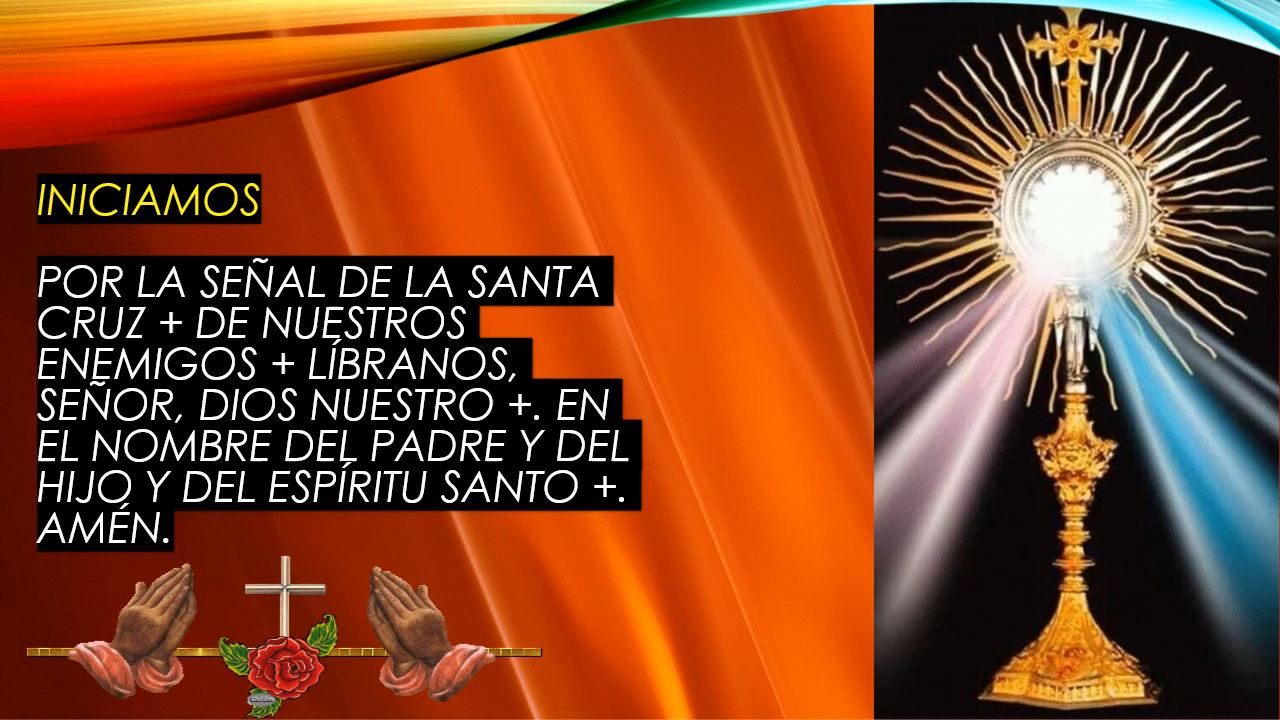 INICIAMOS
POR LA SEÑAL DE LA SANTA
CRUZ + DE NUESTROS
ENEMIGOS + LÍBRANOS,
SEÑOR, DIOS NUESTRO +. EN
EL NOMBRE DEL PADRE Y DEL
HIJO Y DEL ESPÍRITU SANTO +.
AMÉN.